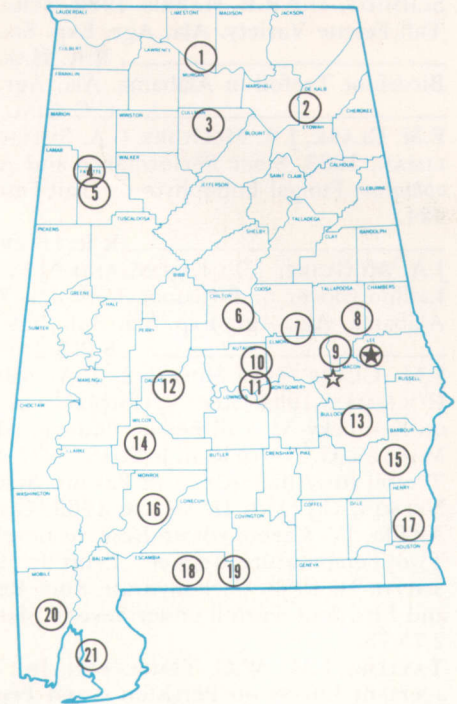 LAUDERDALE LIMESTONE MADISON JACKSON
COLBERT LAWRENCE 1
FRANKLIN MORGAN MARSHALL DE KALB
2 CHEROKEE
MARION WINSTON CULLMAN 3 ETOWAH
BLOUNT
LAMAR FAYETTE WALKER CALHOUN
5 JEFFERSON SAINT CLAIR CLEBURNE
PICKENS TUSCALOOSA SHELBY TALLADEGA CLAY RANDOLPH
BIBB
GREENE HALE CHILTON COOSA TALLAPOOSA CHAMBERS
6 7 8
SUMTER PERRY ELMORE LEE
AUTAUGA 10 9 MACON
MARENGO DALLAS 12 11 MONTGOMERY RUSSELL
LOWNDES BULLOCK
CHOCTAW WILCOX 13
14 BARBOUR
CLARKE BUTLER CRENSHAW PIKE 15
MONROE
WASHINGTON 16 CONECUH HENRY
COFFEE DALE 17
COVINGTON HOUSTON
MOBILE BALDWIN ESCAMBIA 18 19 GENEVA
20
21